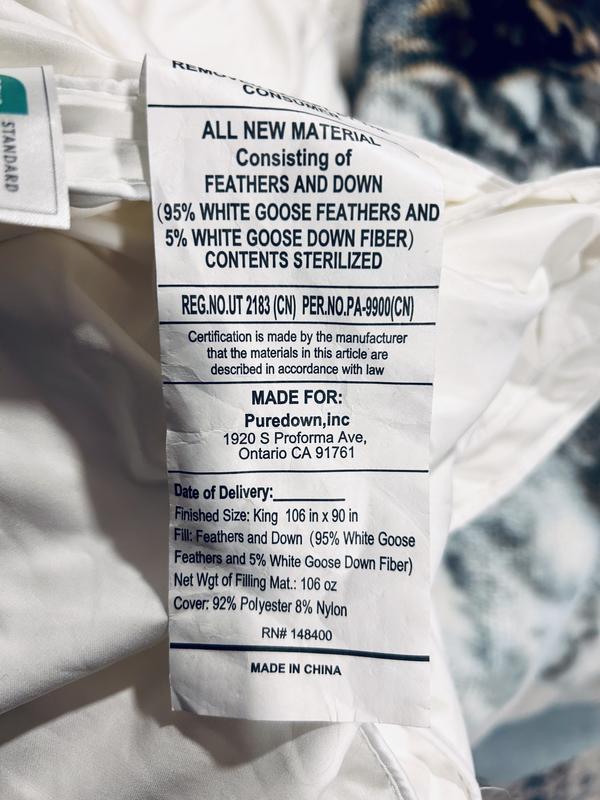 STANDARD
CONSUMER
ALL NEW MATERIAL
Consisting of
FEATHERS AND DOWN
(95% WHITE GOOSE FEATHERS AND
5% WHITE GOOSE DOWN FIBER)
CONTENTS STERILIZED
REG.NO.UT 2183 (CN) PER.NO.PA-9900(CN)
Certification is made by the manufacturer
that the materials in this article are
described in accordance with law
MADE FOR:
Puredown,inc
1920 S Proforma Ave,
Ontario CA 91761
Date of Delivery:__________
Finished Size: King 106 in x 90 in
Fill: Feathers and Down (95% White Goose
Feathers and 5% White Goose Down Fiber)
Net Wgt of Filling Mat.: 106 oz
Cover: 92% Polyester 8% Nylon
RN# 148400
MADE IN CHINA